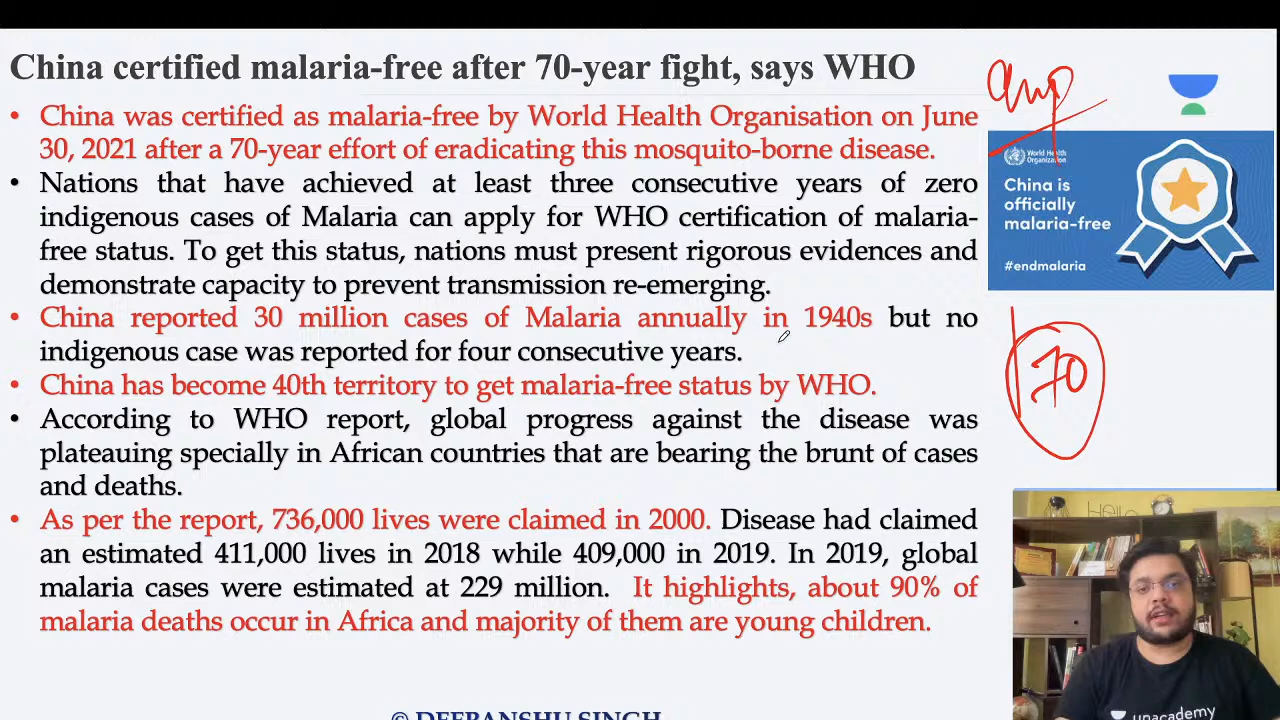 China certified malaria-free after 70-year fight, says WHO
• China was certified as malaria-free by World Health Organisation on June
30, 2021 after a 70-year effort of eradicating this mosquito-borne disease.
• Nations that have achieved at least three consecutive years of zero
indigenous cases of Malaria can apply for WHO certification of malaria-
free status. To get this status, nations must present rigorous evidences and
demonstrate capacity to prevent transmission re-emerging.
• China reported 30 million cases of Malaria annually in 1940s but no
indigenous case was reported for four consecutive years.
• China has become 40th territory to get malaria-free status by WHO.
• According to WHO report, global progress against the disease was
plateauing specially in African countries that are bearing the brunt of cases
and deaths.
• As per the report, 736,000 lives were claimed in 2000. Disease had claimed
an estimated 411,000 lives in 2018 while 409,000 in 2019. In 2019, global
malaria cases were estimated at 229 million. It highlights, about 90% of
malaria deaths occur in Africa and majority of them are young children.
World Health
Organization
China is
officially
malaria-free
#endmalaria
70
Hello
unacademy
© DEEPANSHU SINGH